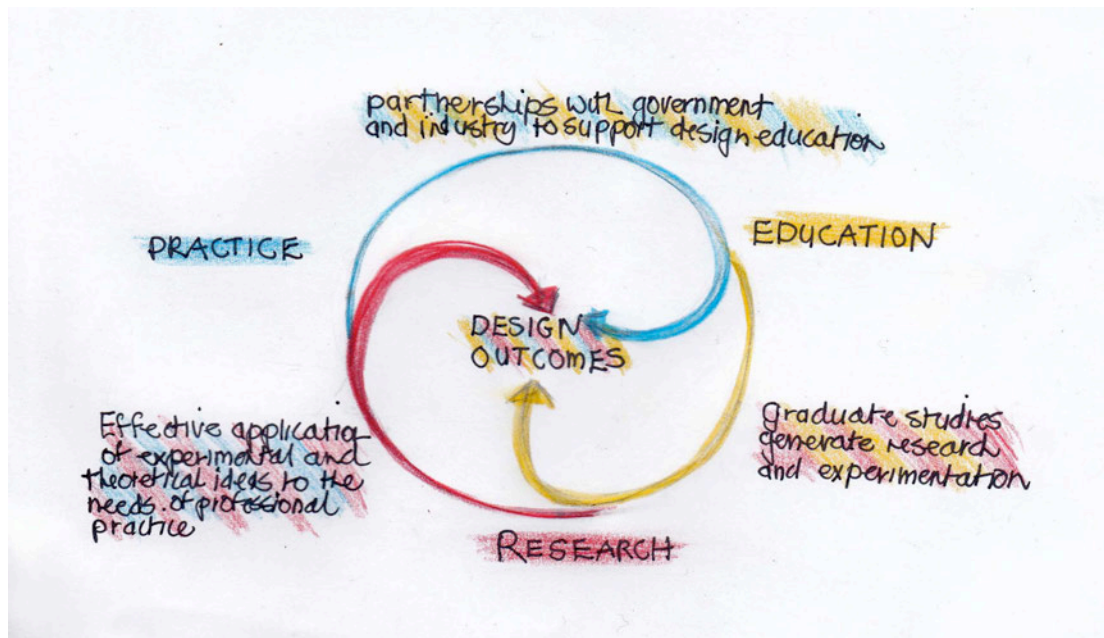 partnerships with government
and industry to support design education
PRACTICE
EDUCATION
DESIGN
OUTCOMES
Effective application
of experimental and
theoretical ideas to the
needs of professional
practice
graduate studies
generate research
and experimentation
RESEARCH